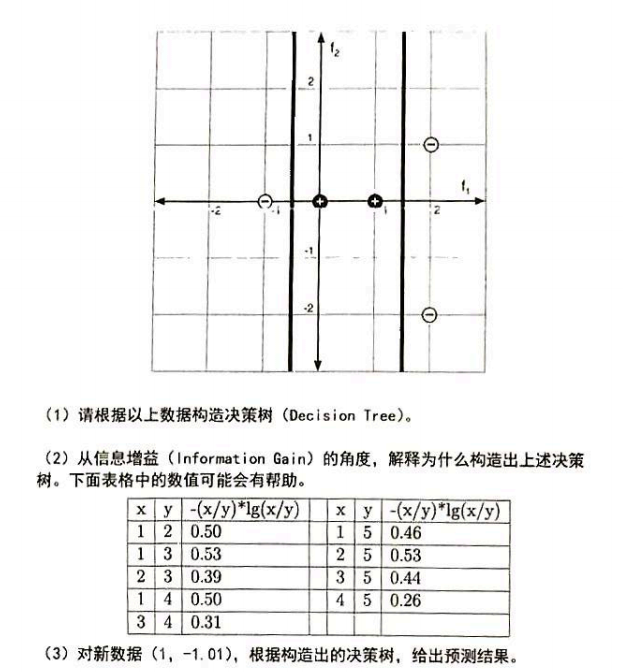 f₂
2
1
f₁
-2
-1
1
2
-1
-2
(1) 请根据以上数据构造决策树 (Decision Tree)。
(2) 从信息增益 (Information Gain) 的角度, 解释为什么构造出上述决策
树。下面表格中的数值可能会有帮助。
x y -(x/y)*lg(x/y) x y -(x/y)*lg(x/y)
1 2 0.50 1 5 0.46
1 3 0.53 2 5 0.53
2 3 0.39 3 5 0.44
1 4 0.50 4 5 0.26
3 4 0.31
(3) 对新数据 (1, -1.01), 根据构造出的决策树, 给出预测结果。